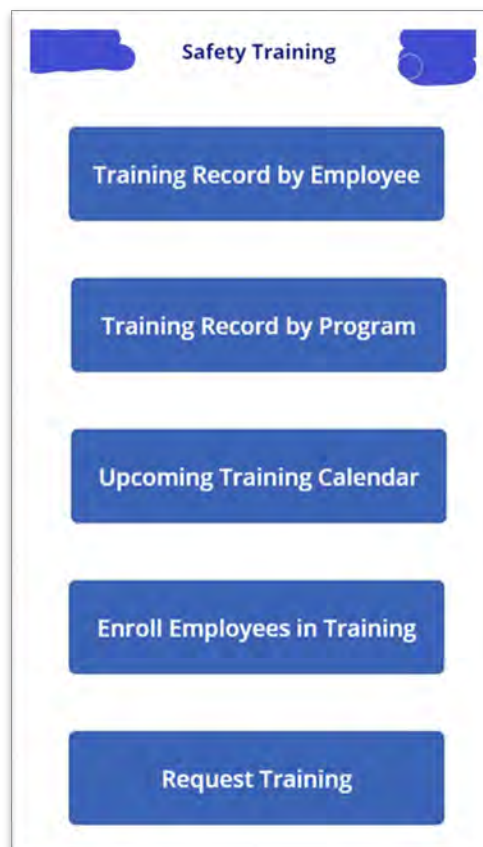 Safety Training
Training Record by Employee
Training Record by Program
Upcoming Training Calendar
Enroll Employees in Training
Request Training